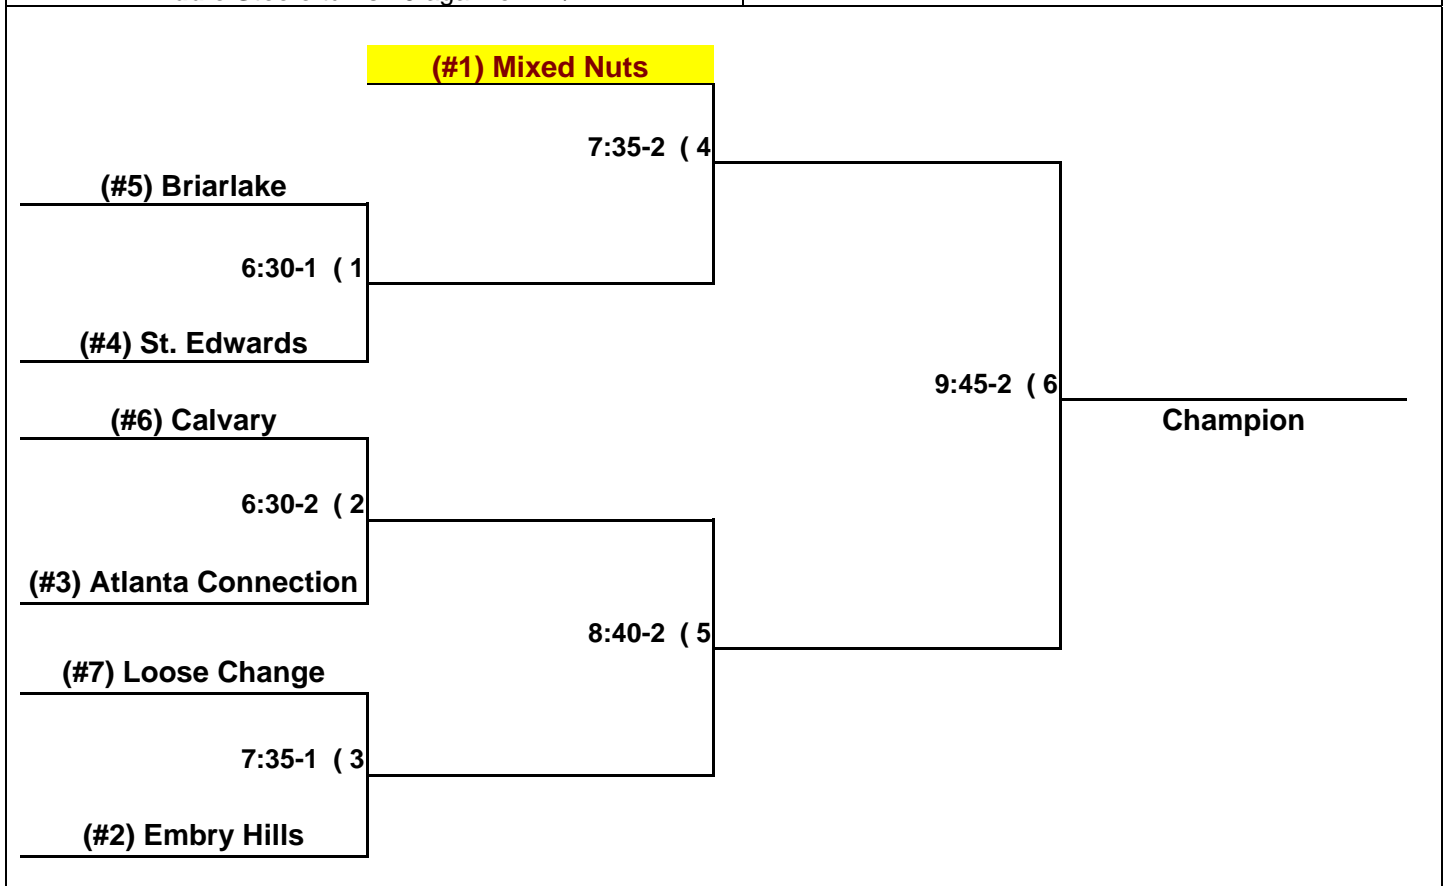 (#1) Mixed Nuts
7:35-2 ( 4
(#5) Briarlake
6:30-1 ( 1
(#4) St. Edwards
9:45-2 ( 6
Champion
(#6) Calvary
6:30-2 ( 2
(#3) Atlanta Connection
8:40-2 ( 5
(#7) Loose Change
7:35-1 ( 3
(#2) Embry Hills